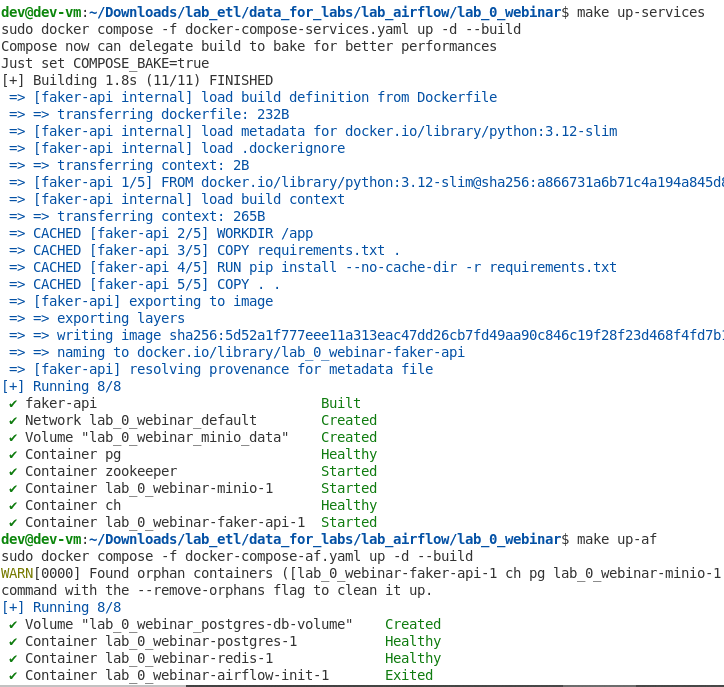 dev@dev-vm:~/Downloads/lab_etl/data_for_labs/lab_airflow/lab_0_webinar$ make up-services
sudo docker compose -f docker-compose-services.yaml up -d --build
Compose now can delegate build to bake for better performances
Just set COMPOSE_BAKE=true
[+] Building 1.8s (11/11) FINISHED
=> [faker-api internal] load build definition from Dockerfile
=> => transferring dockerfile: 232B
=> [faker-api internal] load metadata for docker.io/library/python:3.12-slim
=> [faker-api internal] load .dockerignore
=> => transferring context: 2B
=> [faker-api 1/5] FROM docker.io/library/python:3.12-slim@sha256:a866731a6b71c4a194a845d8
=> [faker-api internal] load build context
=> => transferring context: 265B
=> CACHED [faker-api 2/5] WORKDIR /app
=> CACHED [faker-api 3/5] COPY requirements.txt .
=> CACHED [faker-api 4/5] RUN pip install --no-cache-dir -r requirements.txt
=> CACHED [faker-api 5/5] COPY . .
=> [faker-api] exporting to image
=> => exporting layers
=> => writing image sha256:5d52a1f777eee11a313eac47dd26cb7fd49aa90c846c19f28f23d468f4fd7b1
=> => naming to docker.io/library/lab_0_webinar-faker-api
=> [faker-api] resolving provenance for metadata file
[+] Running 8/8
✔ faker-api Built
✔ Network lab_0_webinar_default Created
✔ Volume "lab_0_webinar_minio_data" Created
✔ Container pg Healthy
✔ Container zookeeper Started
✔ Container lab_0_webinar-minio-1 Started
✔ Container ch Healthy
✔ Container lab_0_webinar-faker-api-1 Started
dev@dev-vm:~/Downloads/lab_etl/data_for_labs/lab_airflow/lab_0_webinar$ make up-af
sudo docker compose -f docker-compose-af.yaml up -d --build
WARN[0000] Found orphan containers ([lab_0_webinar-faker-api-1 ch pg lab_0_webinar-minio-1
command with the --remove-orphans flag to clean it up.
[+] Running 8/8
✔ Volume "lab_0_webinar_postgres-db-volume" Created
✔ Container lab_0_webinar-postgres-1 Healthy
✔ Container lab_0_webinar-redis-1 Healthy
✔ Container lab_0_webinar-airflow-init-1 Exited